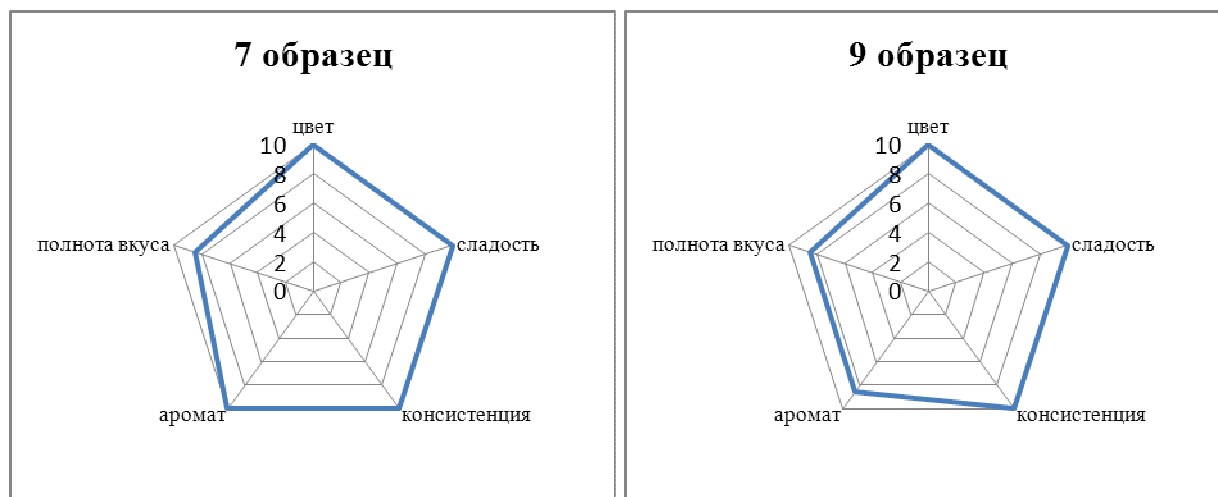 7 образец
цвет
10
8
6
4
2
0
полнота вкуса
сладость
аромат
консистенция
9 образец
цвет
10
8
6
4
2
0
полнота вкуса
сладость
аромат
консистенция